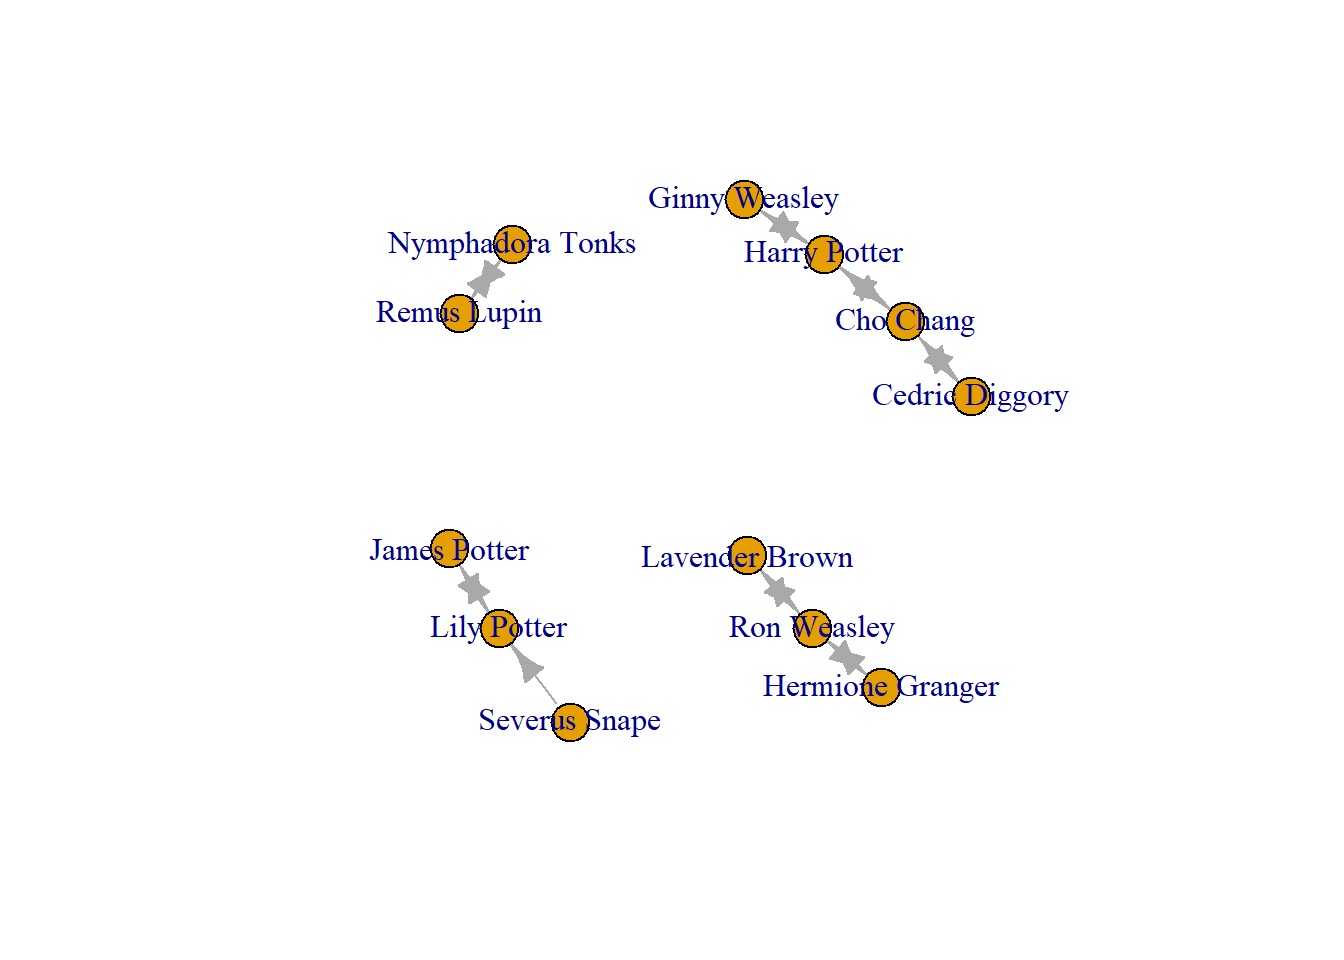 Ginny Weasley
Nymphadora Tonks
Harry Potter
Remus Lupin
Cho Chang
Cedric Diggory
James Potter
Lavender Brown
Lily Potter
Ron Weasley
Hermione Granger
Severus Snape